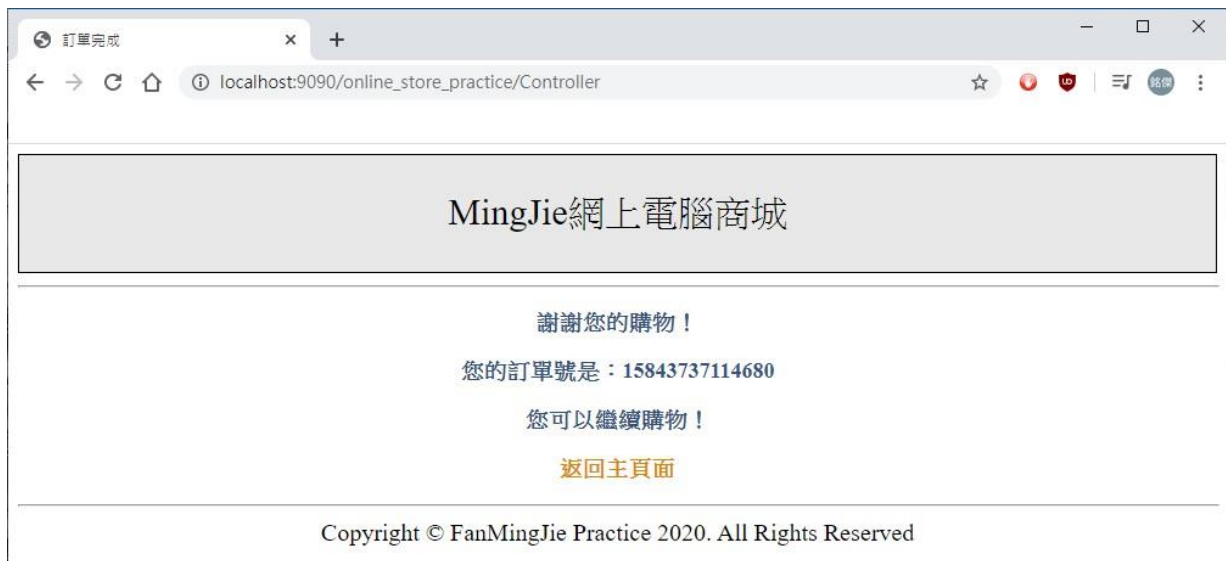 訂單完成
localhost:9090/online_store_practice/Controller
銘傑
MingJie網上電腦商城
謝謝您的購物！
您的訂單號是：15843737114680
您可以繼續購物！
返回主頁面
Copyright © FanMingJie Practice 2020. All Rights Reserved